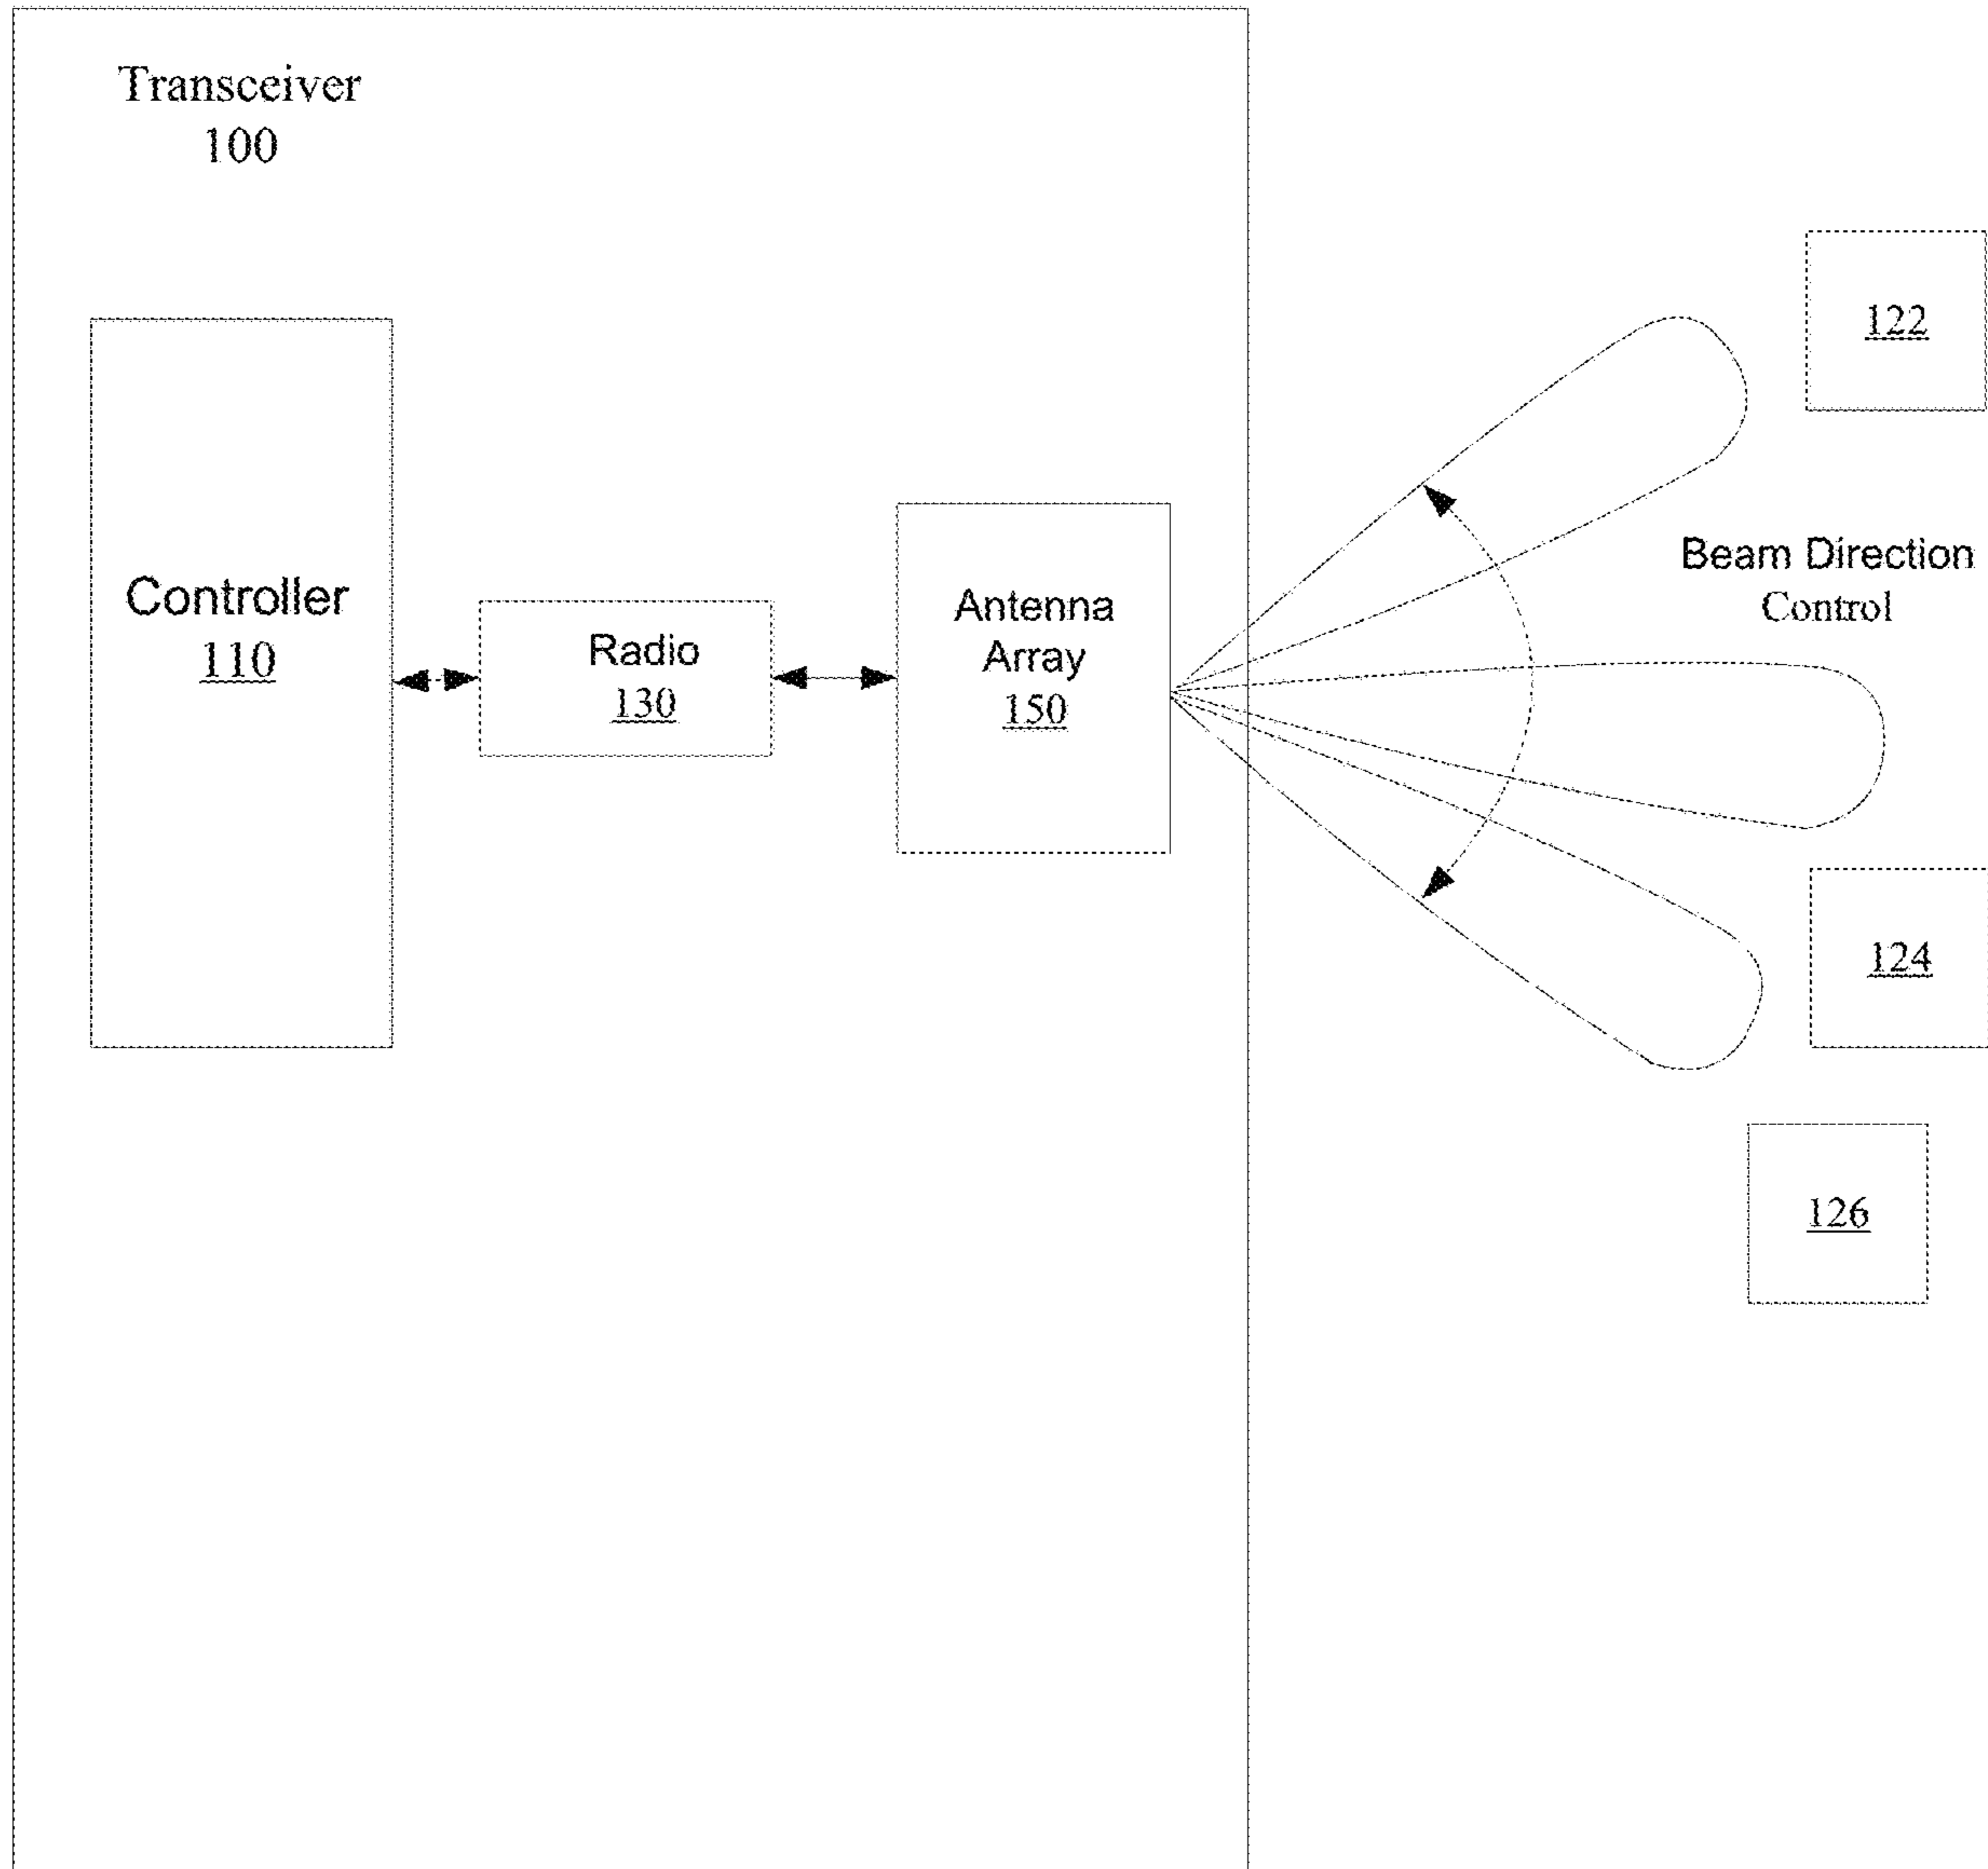 Transceiver
100
Controller
110
Radio
130
Antenna
Array
150
122
Beam Direction
Control
124
126